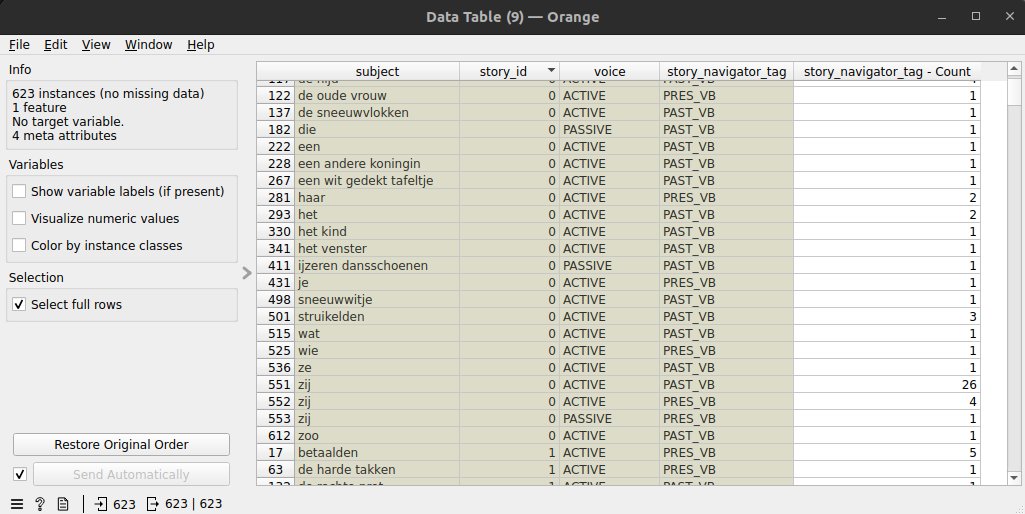 Data Table (9) — Orange
File Edit View Window Help
Info
623 instances (no missing data)
1 feature
No target variable.
4 meta attributes
Variables
Show variable labels (if present)
Visualize numeric values
Color by instance classes
Selection
Select full rows
Restore Original Order
Send Automatically
623 623 | 623
subject story_id voice story_navigator_tag story_navigator_tag - Count
122 de oude vrouw 0 ACTIVE PRES_VB 1
137 de sneeuwvlokken 0 ACTIVE PAST_VB 1
182 die 0 PASSIVE PAST_VB 1
222 een 0 ACTIVE PAST_VB 1
228 een andere koningin 0 ACTIVE PAST_VB 1
267 een wit gedekt tafeltje 0 ACTIVE PAST_VB 1
281 haar 0 ACTIVE PRES_VB 2
293 het 0 ACTIVE PAST_VB 2
330 het kind 0 ACTIVE PAST_VB 1
341 het venster 0 ACTIVE PAST_VB 1
411 ijzeren dansschoenen 0 PASSIVE PAST_VB 1
431 je 0 ACTIVE PRES_VB 1
498 sneeuwwitje 0 ACTIVE PAST_VB 1
501 struikelden 0 ACTIVE PAST_VB 3
515 wat 0 ACTIVE PAST_VB 1
525 wie 0 ACTIVE PRES_VB 1
536 ze 0 ACTIVE PAST_VB 1
551 zij 0 ACTIVE PAST_VB 26
552 zij 0 ACTIVE PRES_VB 4
553 zij 0 PASSIVE PRES_VB 1
612 zoo 0 ACTIVE PAST_VB 1
17 betaalden 1 ACTIVE PRES_VB 5
63 de harde takken 1 ACTIVE PRES_VB 1